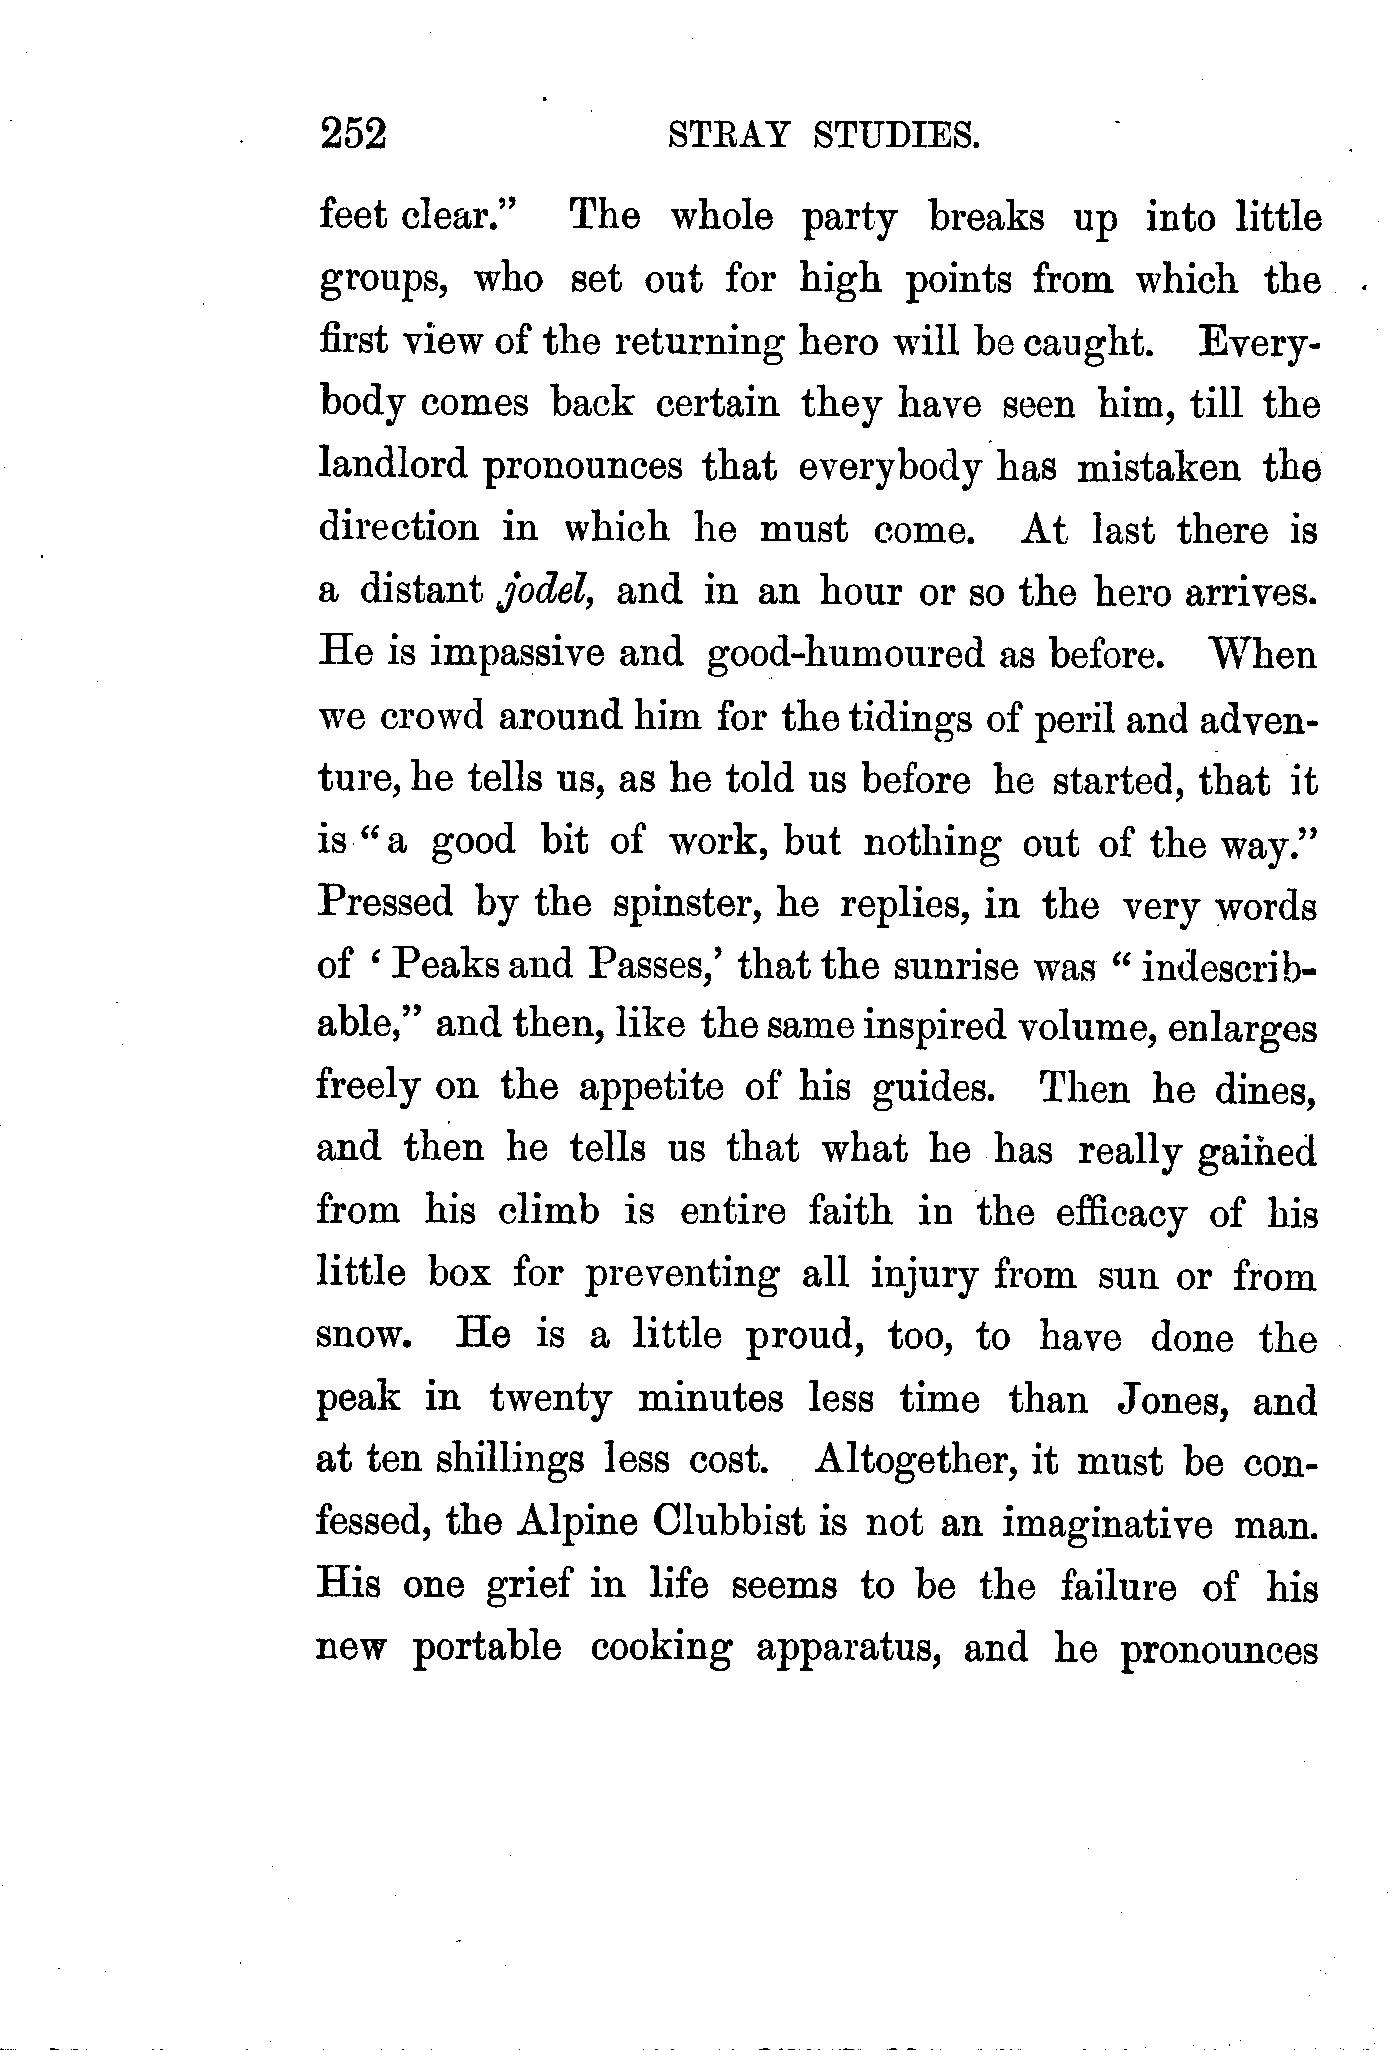 252 STRAY STUDIES.
feet clear.” The whole party breaks up into little
groups, who set out for high points from which the
first view of the returning hero will be caught. Every-
body comes back certain they have seen him, till the
landlord pronounces that everybody has mistaken the
direction in which he must come. At last there is
a distant jodel, and in an hour or so the hero arrives.
He is impassive and good-humoured as before. When
we crowd around him for the tidings of peril and adven-
ture, he tells us, as he told us before he started, that it
is “a good bit of work, but nothing out of the way.”
Pressed by the spinster, he replies, in the very words
of ‘Peaks and Passes,’ that the sunrise was “indescrib-
able,” and then, like the same inspired volume, enlarges
freely on the appetite of his guides. Then he dines,
and then he tells us that what he has really gained
from his climb is entire faith in the efficacy of his
little box for preventing all injury from sun or from
snow. He is a little proud, too, to have done the
peak in twenty minutes less time than Jones, and
at ten shillings less cost. Altogether, it must be con-
fessed, the Alpine Clubbist is not an imaginative man.
His one grief in life seems to be the failure of his
new portable cooking apparatus, and he pronounces